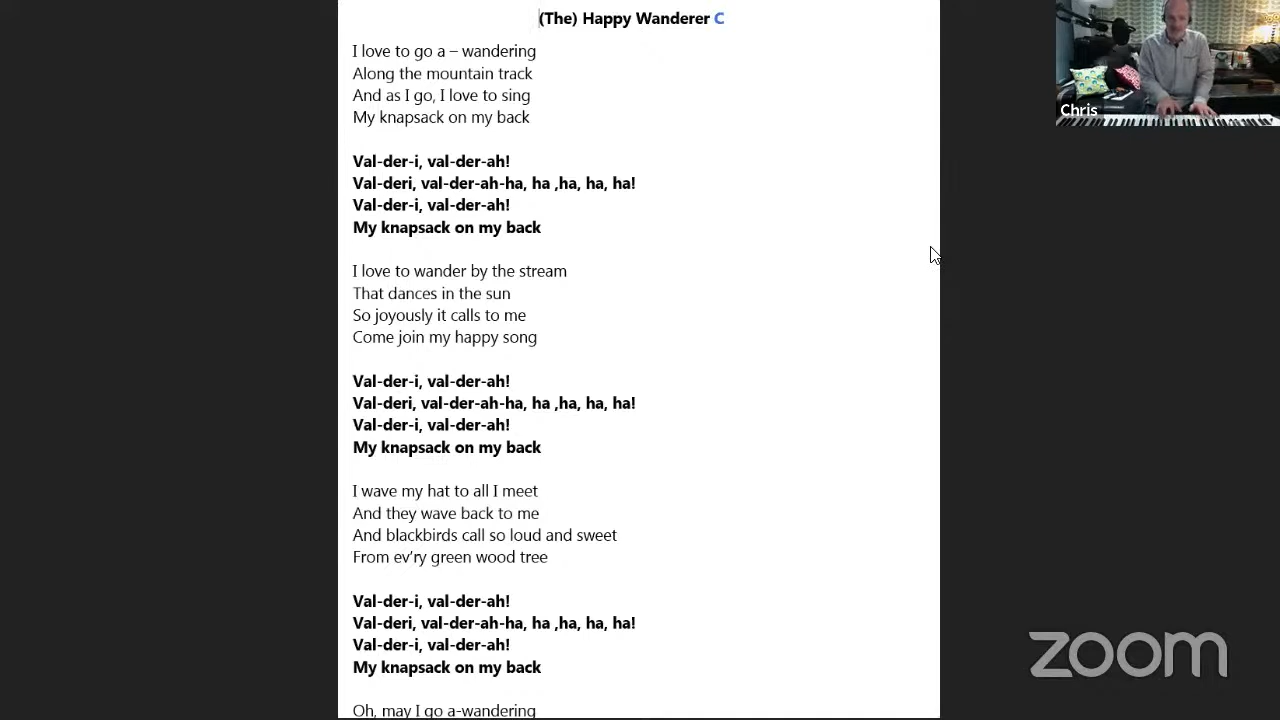 (The) Happy Wanderer C
I love to go a – wandering
Along the mountain track
And as I go, I love to sing
My knapsack on my back
Val-der-i, val-der-ah!
Val-deri, val-der-ah-ha, ha ,ha, ha, ha!
Val-der-i, val-der-ah!
My knapsack on my back
I love to wander by the stream
That dances in the sun
So joyously it calls to me
Come join my happy song
Val-der-i, val-der-ah!
Val-deri, val-der-ah-ha, ha ,ha, ha, ha!
Val-der-i, val-der-ah!
My knapsack on my back
I wave my hat to all I meet
And they wave back to me
And blackbirds call so loud and sweet
From ev’ry green wood tree
Val-der-i, val-der-ah!
Val-deri, val-der-ah-ha, ha ,ha, ha, ha!
Val-der-i, val-der-ah!
My knapsack on my back
Oh, may I go a-wandering
Chris
zoom